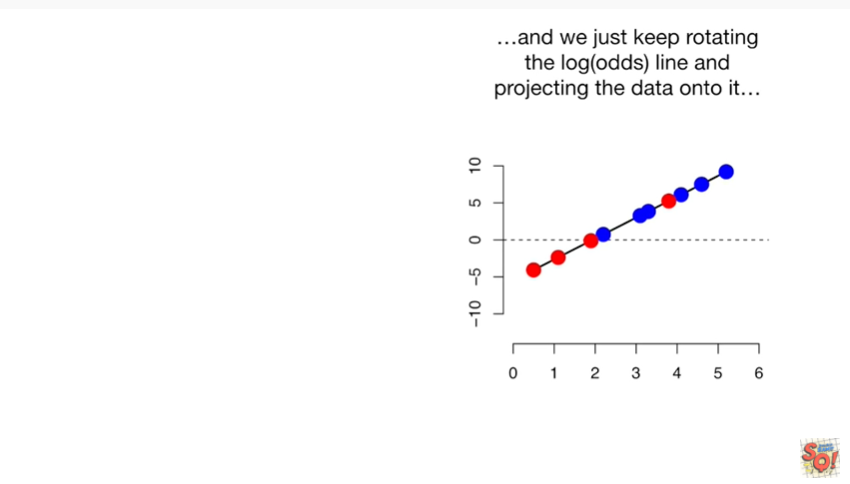 …and we just keep rotating
the log(odds) line and
projecting the data onto it…
10
5
0
−5
−10
0 1 2 3 4 5 6
SQ!